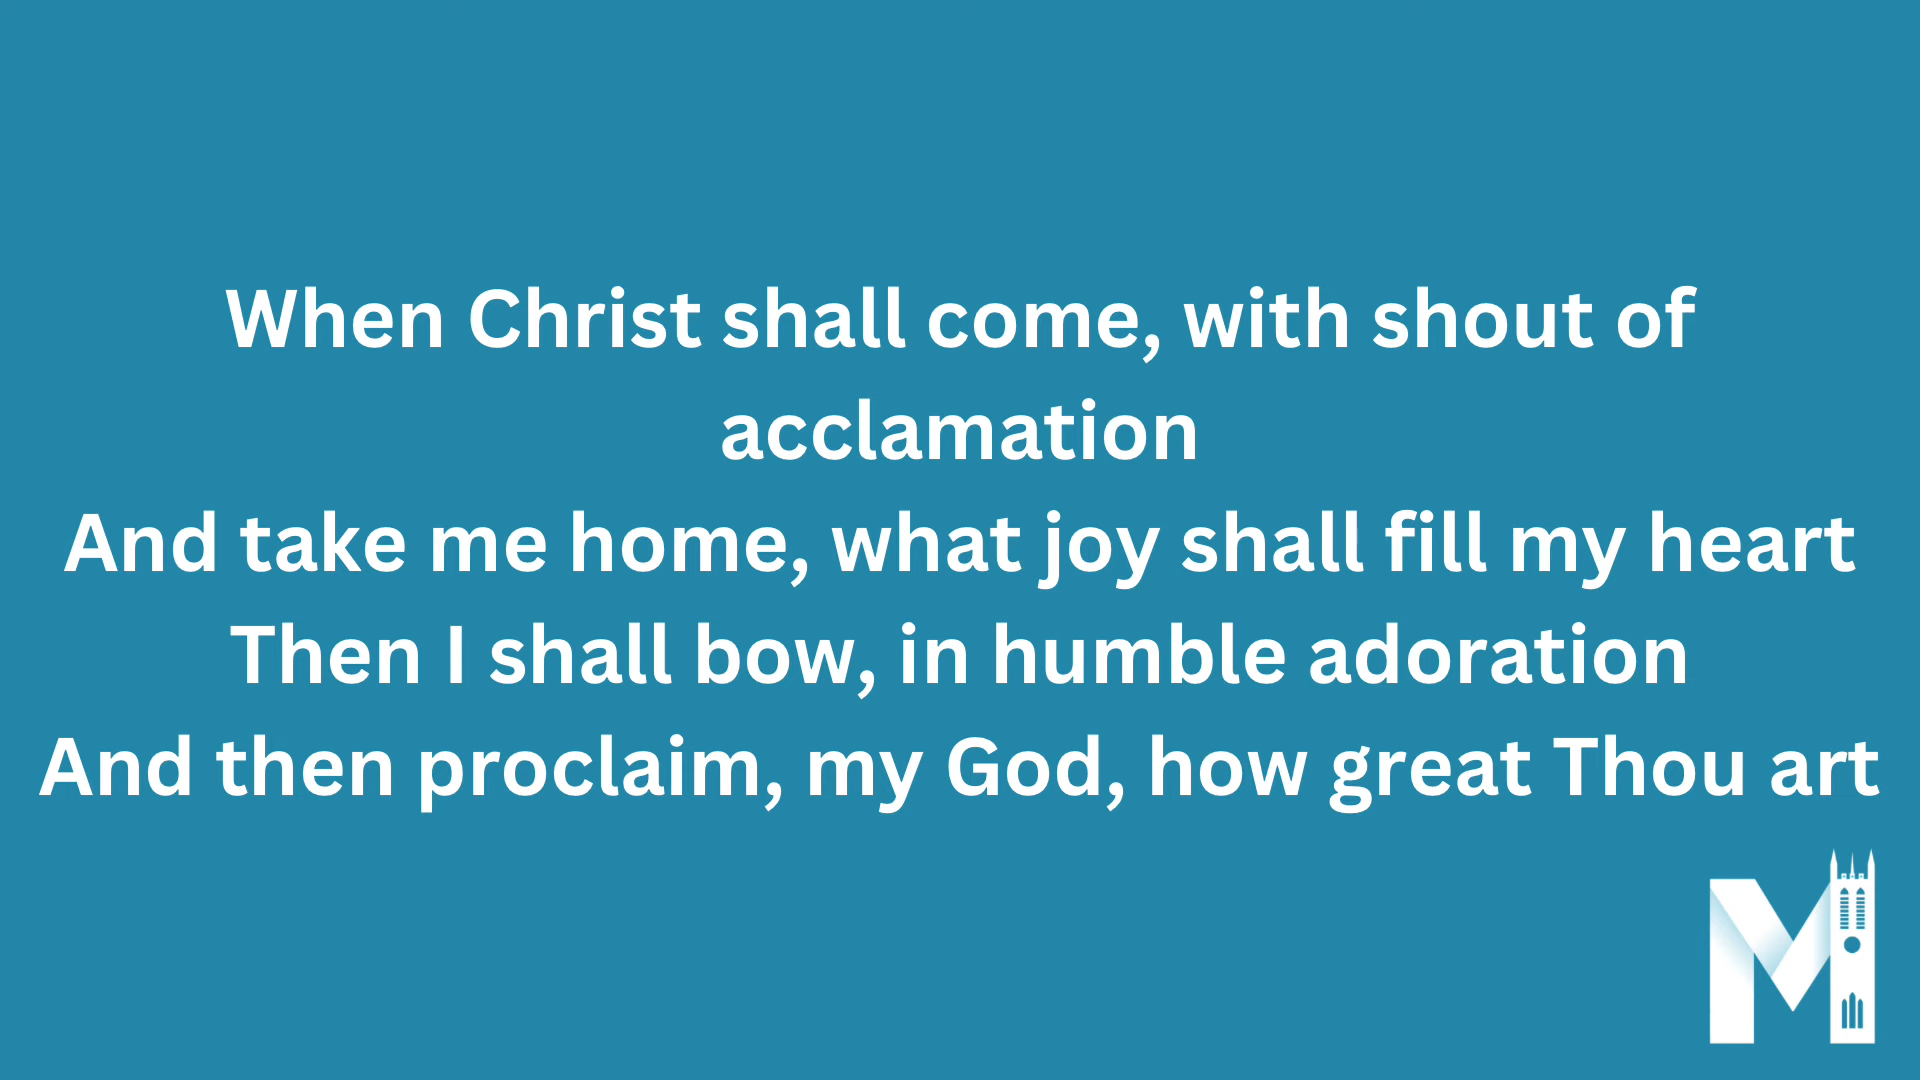 When Christ shall come, with shout of
acclamation
And take me home, what joy shall fill my heart
Then I shall bow, in humble adoration
And then proclaim, my God, how great Thou art
M